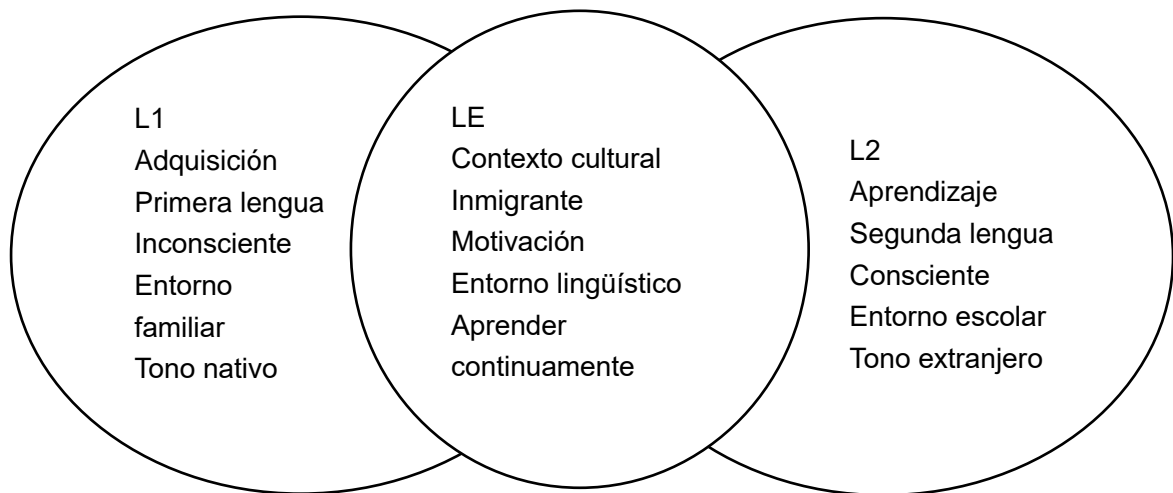 L1
Adquisición
Primera lengua
Inconsciente
Entorno
familiar
Tono nativo
LE
Contexto cultural
Inmigrante
Motivación
Entorno lingüístico
Aprender
continuamente
L2
Aprendizaje
Segunda lengua
Consciente
Entorno escolar
Tono extranjero